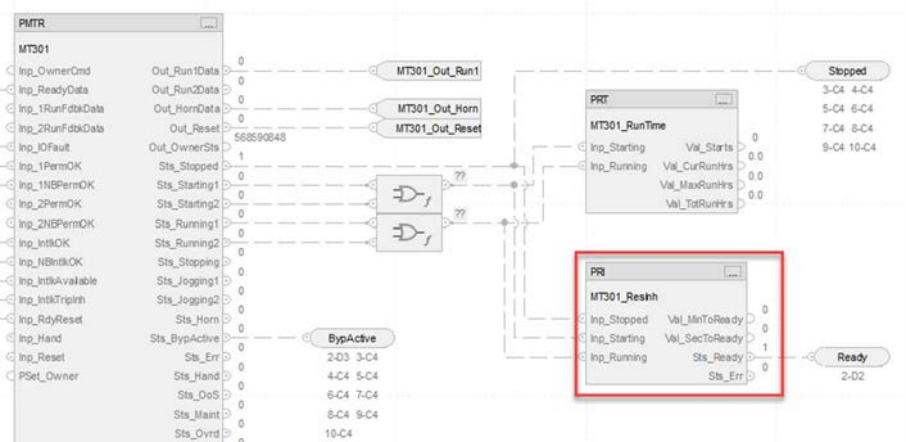 PMTR ...
MT301
Inp_OwnerCmd Out_Run1Data 0
Inp_ReadyData Out_Run2Data 0
Inp_1RunFdbkData Out_HornData 0
Inp_2RunFdbkData Out_Reset 0
Inp_IOFault Out_OwnerSts 568590848
Inp_1PermOK Sts_Stopped 1
Inp_1NBPermOK Sts_Starting1 0
Inp_2PermOK Sts_Starting2 0
Inp_2NBPermOK Sts_Running1 0
Inp_IntlkOK Sts_Running2 0
Inp_NBIntlkOK Sts_Stopping 0
Inp_IntlkAvailable Sts_Jogging1 0
Inp_IntlkTripInh Sts_Jogging2 0
Inp_RdyReset Sts_Horn 0
Inp_Hand Sts_BypActive 0
Inp_Reset Sts_Err 0
PSet_Owner Sts_Hand 0
Sts_OoS 0
Sts_Maint 0
Sts_Ovrd 0
MT301_Out_Run1
MT301_Out_Horn
MT301_Out_Reset
??
??
BypActive
2-D3 3-C4
4-C4 5-C4
6-C4 7-C4
8-C4 9-C4
10-C4
PRT ...
MT301_RunTime
Inp_Starting Val_Starts 0
Inp_Running Val_CurRunHrs 0.0
Val_MaxRunHrs 0.0
Val_TotRunHrs 0.0
Stopped
3-C4 4-C4
5-C4 6-C4
7-C4 8-C4
9-C4 10-C4
PRI ...
MT301_ResInh
Inp_Stopped Val_MinToReady 0
Inp_Starting Val_SecToReady 0
Inp_Running Sts_Ready 1
Sts_Err 0
Ready
2-D2